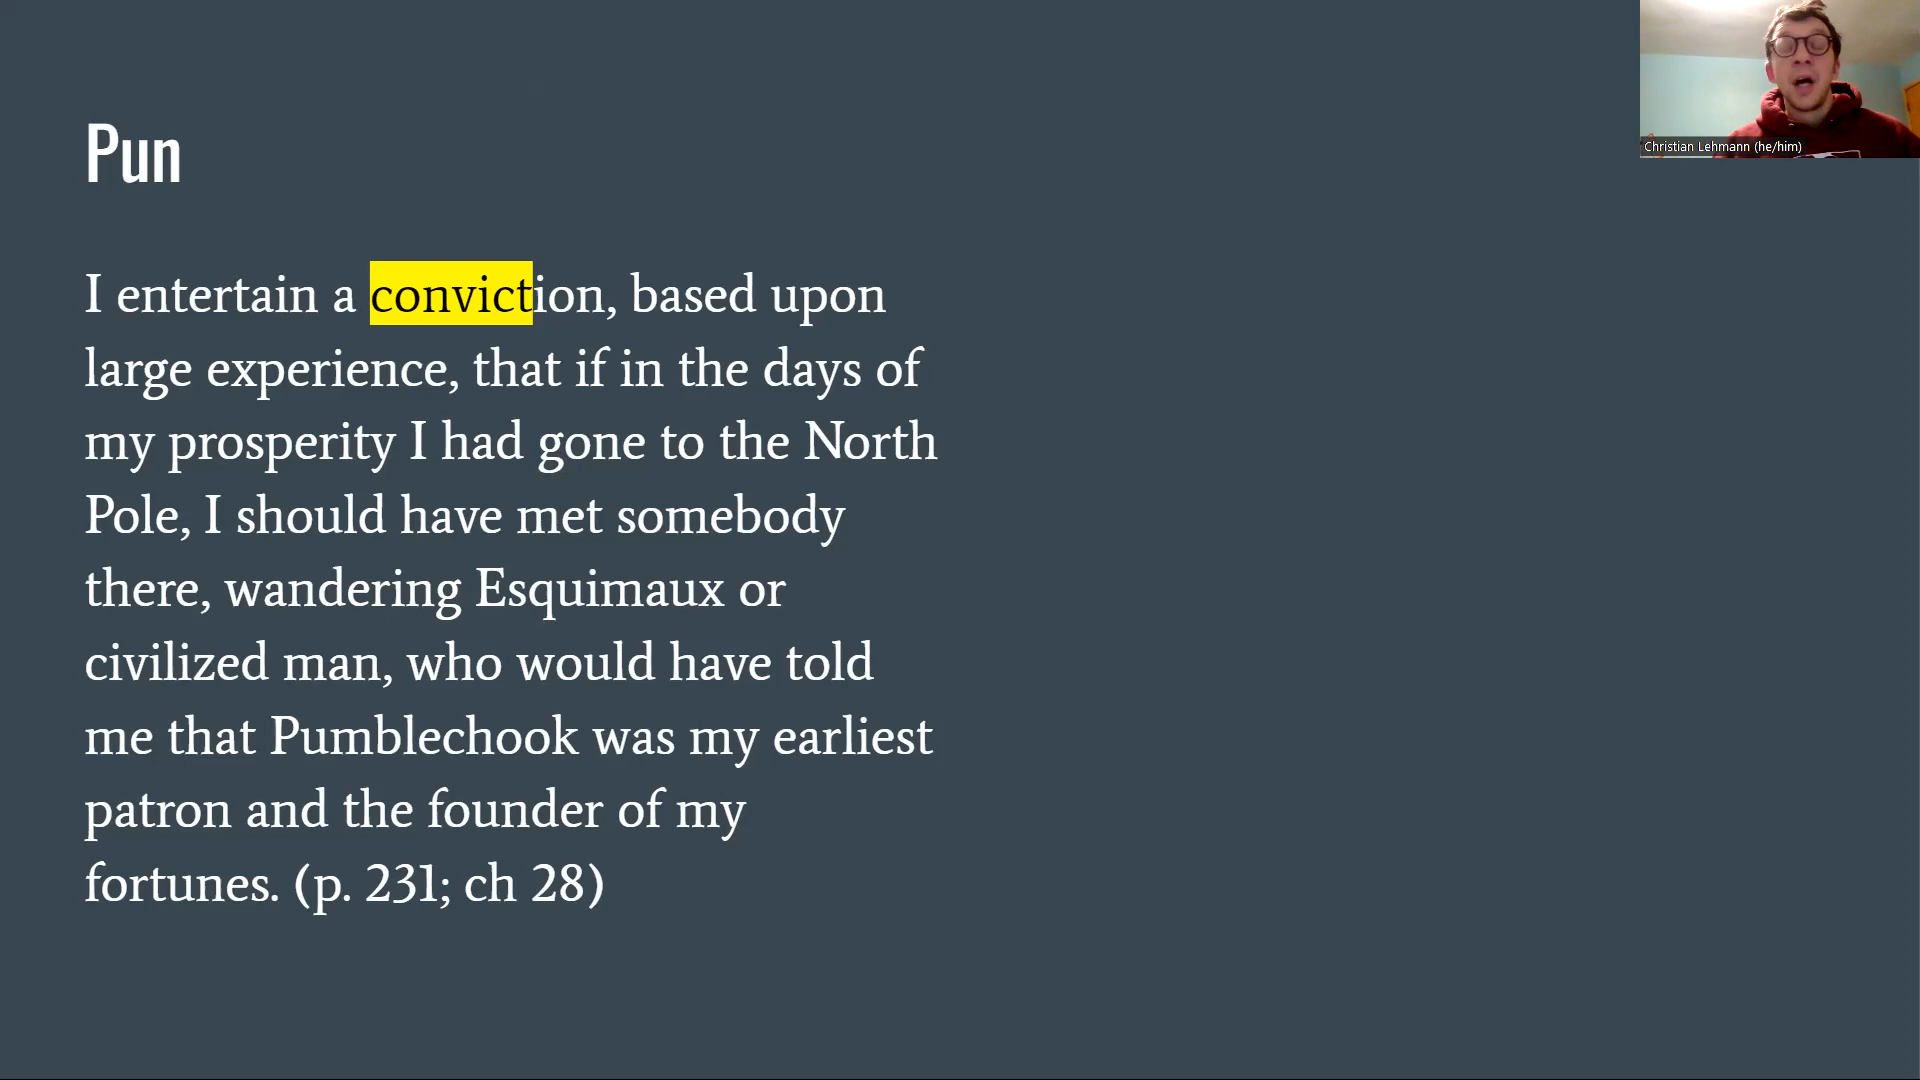 Pun
I entertain a conviction, based upon
large experience, that if in the days of
my prosperity I had gone to the North
Pole, I should have met somebody
there, wandering Esquimaux or
civilized man, who would have told
me that Pumblechook was my earliest
patron and the founder of my
fortunes. (p. 231; ch 28)
Christian Lehmann (he/him)